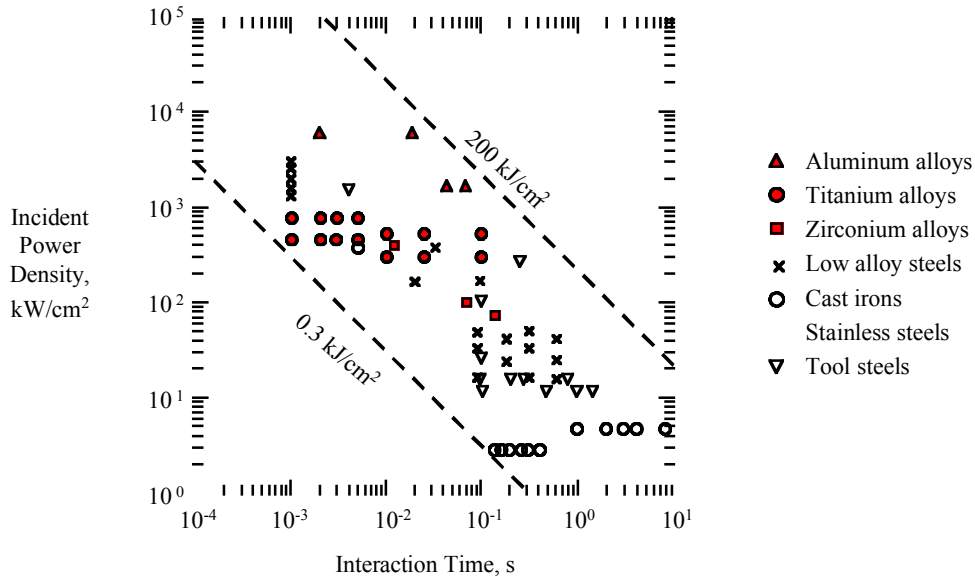 10^5
10^4
10^3
10^2
10^1
10^0
Incident
Power
Density,
kW/cm^2
200 kJ/cm^2
0.3 kJ/cm^2
10^-4
10^-3
10^-2
10^-1
10^0
10^1
Interaction Time, s
Aluminum alloys
Titanium alloys
Zirconium alloys
Low alloy steels
Cast irons
Stainless steels
Tool steels